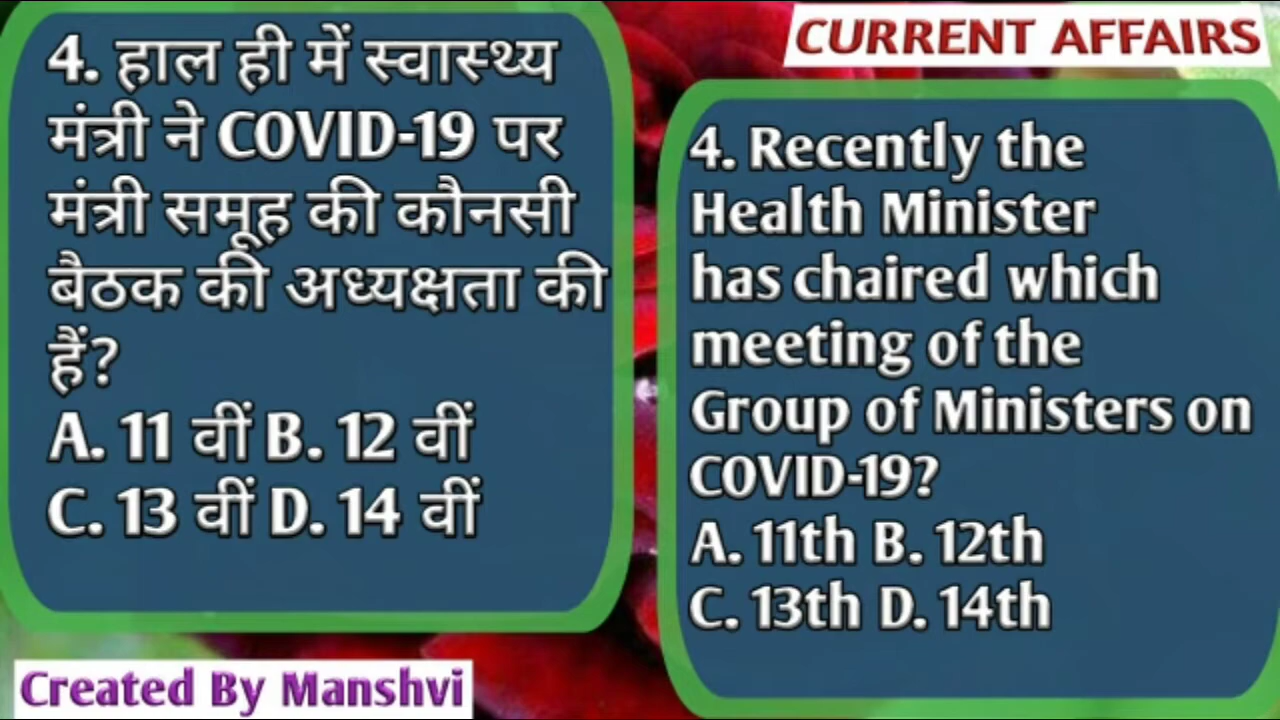 4. हाल ही में स्वास्थ्य
मंत्री ने COVID-19 पर
मंत्री समूह की कौनसी
बैठक की अध्यक्षता की
हैं?
A. 11 वीं B. 12 वीं
C. 13 वीं D. 14 वीं
CURRENT AFFAIRS
4. Recently the
Health Minister
has chaired which
meeting of the
Group of Ministers on
COVID-19?
A. 11th B. 12th
C. 13th D. 14th
Created By Manshvi